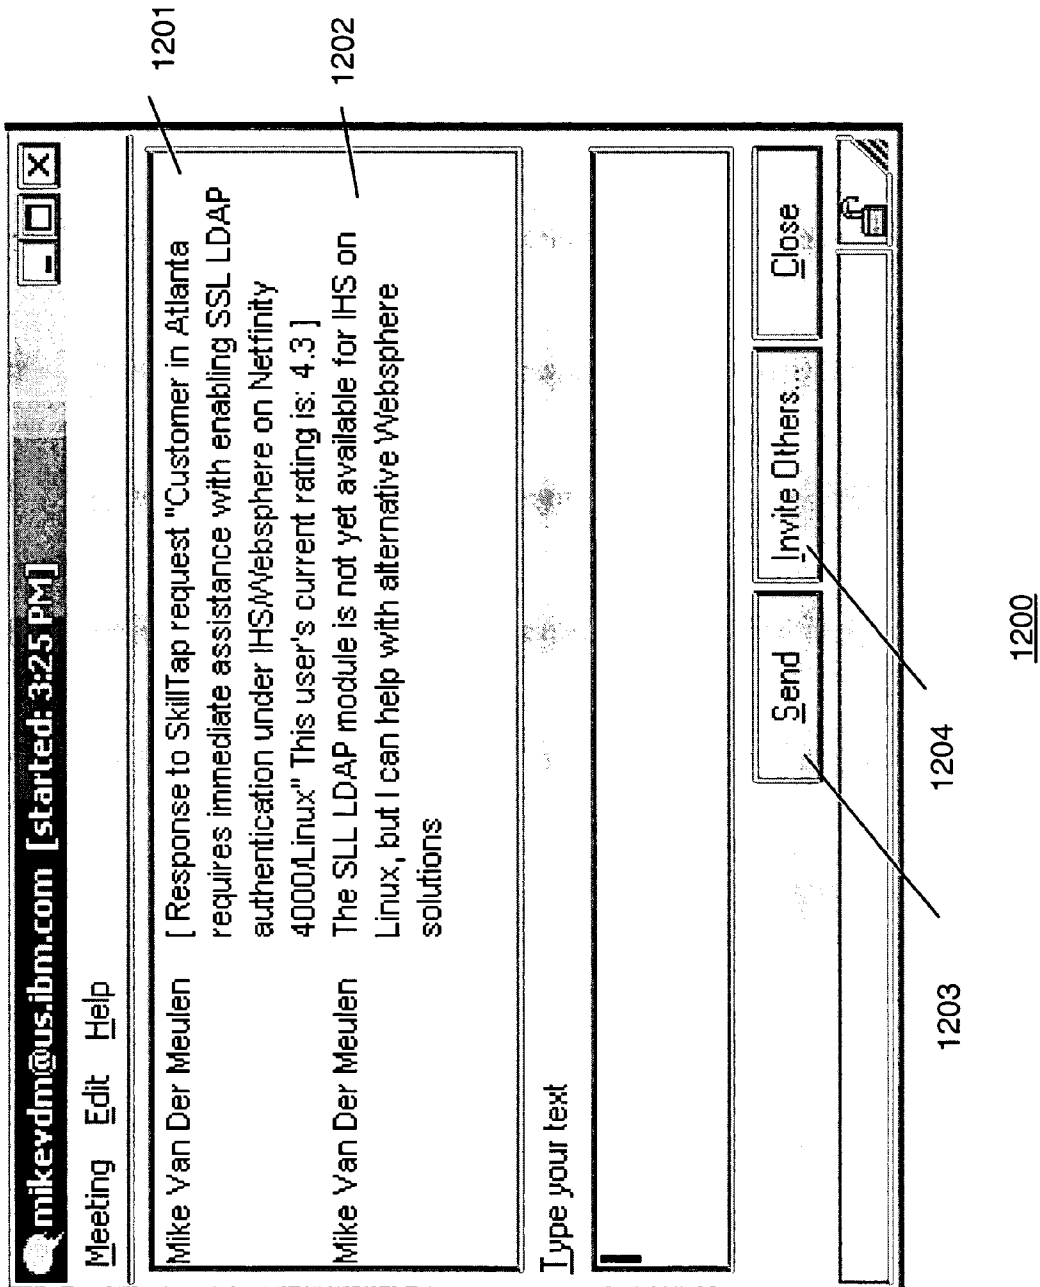 mikevdm@us.ibm.com [started: 3:25 PM]
Meeting Edit Help
Mike Van Der Meulen [ Response to SkillTap request "Customer in Atlanta
requires immediate assistance with enabling SSL LDAP
authentication under IHS/Websphere on Netfinity
4000/Linux" This user's current rating is: 4.3 ]
Mike Van Der Meulen The SLL LDAP module is not yet available for IHS on
Linux, but I can help with alternative Websphere
solutions
Type your text
Send Invite Others... Close
1201
1202
1203
1204
1200